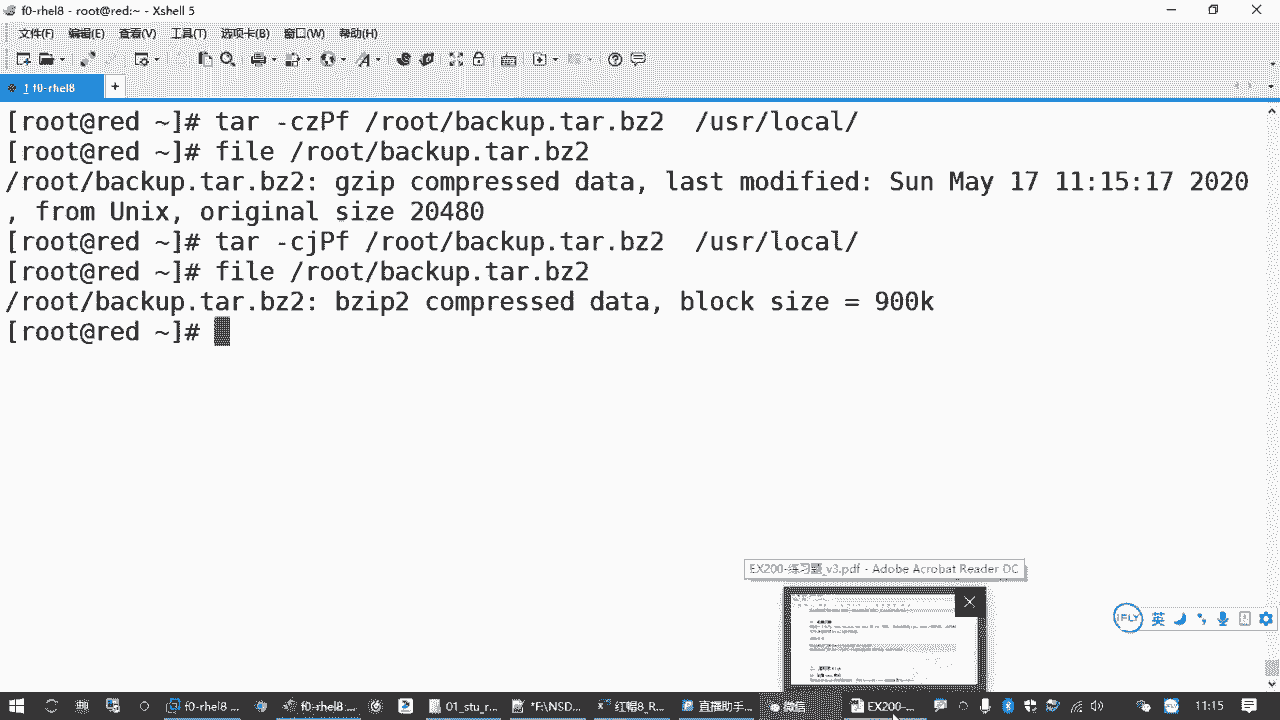 f0-rhel8 - root@red:~ - Xshell 5
文件(F) 编辑(E) 查看(V) 工具(T) 选项卡(B) 窗口(W) 帮助(H)
1 f0-rhel8
+
[root@red ~]# tar -czPf /root/backup.tar.bz2  /usr/local/
[root@red ~]# file /root/backup.tar.bz2
/root/backup.tar.bz2: gzip compressed data, last modified: Sun May 17 11:15:17 2020
, from Unix, original size 20480
[root@red ~]# tar -cjPf /root/backup.tar.bz2  /usr/local/
[root@red ~]# file /root/backup.tar.bz2
/root/backup.tar.bz2: bzip2 compressed data, block size = 900k
[root@red ~]#
EX200-练习题_v3.pdf - Adobe Acrobat Reader DC
iFLY 英
f0-rhel8 ... f0-rhel8 ... 01_stu_r... *F\NSD... 红帽8_R... 直播助手... 微信 EX200-... 11:15